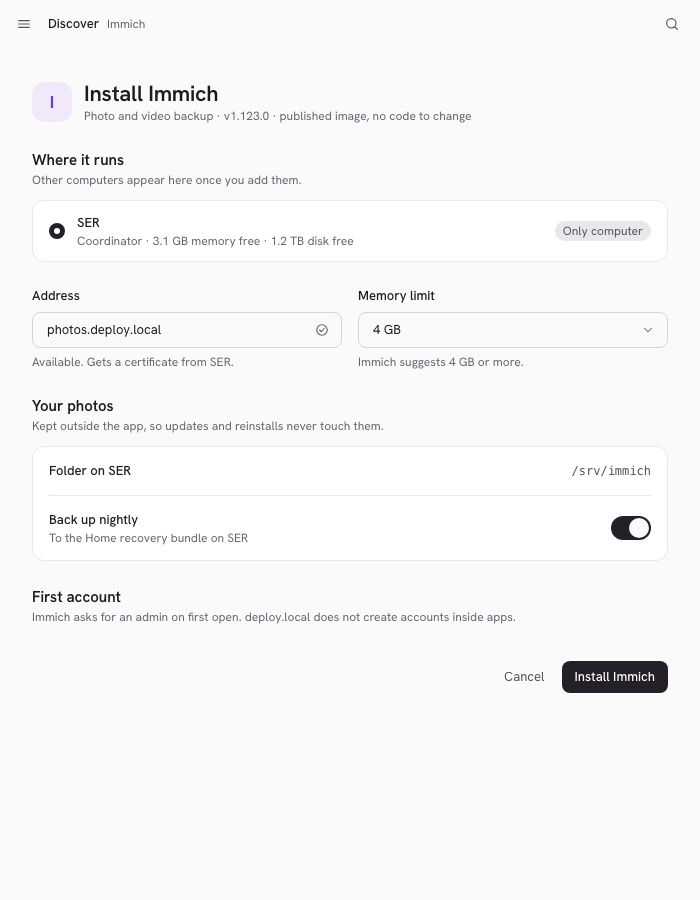 Discover Immich
I
Install Immich
Photo and video backup · v1.123.0 · published image, no code to change
Where it runs
Other computers appear here once you add them.
SER
Coordinator · 3.1 GB memory free · 1.2 TB disk free
Only computer
Address
photos.deploy.local
Available. Gets a certificate from SER.
Memory limit
4 GB
Immich suggests 4 GB or more.
Your photos
Kept outside the app, so updates and reinstalls never touch them.
Folder on SER
/srv/immich
Back up nightly
To the Home recovery bundle on SER
First account
Immich asks for an admin on first open. deploy.local does not create accounts inside apps.
Cancel
Install Immich